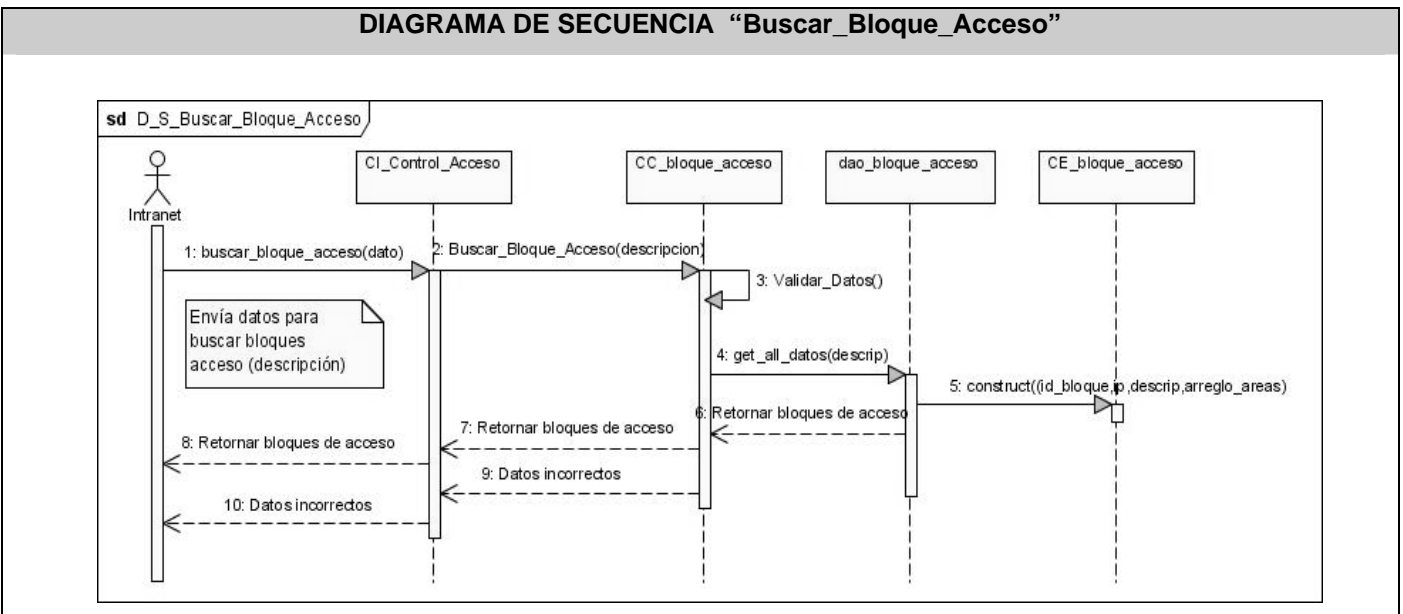 DIAGRAMA DE SECUENCIA “Buscar_Bloque_Acceso”
sd D_S_Buscar_Bloque_Acceso
CI_Control_Acceso
CC_bloque_acceso
dao_bloque_acceso
CE_bloque_acceso
Intranet
1: buscar_bloque_acceso(dato)
2: Buscar_Bloque_Acceso(descripcion)
3: Validar_Datos()
Envía datos para
buscar bloques
acceso (descripción)
4: get_all_datos(descrip)
5: construct((id_bloque,ip,descrip,arreglo_areas)
6: Retornar bloques de acceso
7: Retornar bloques de acceso
8: Retornar bloques de acceso
9: Datos incorrectos
10: Datos incorrectos